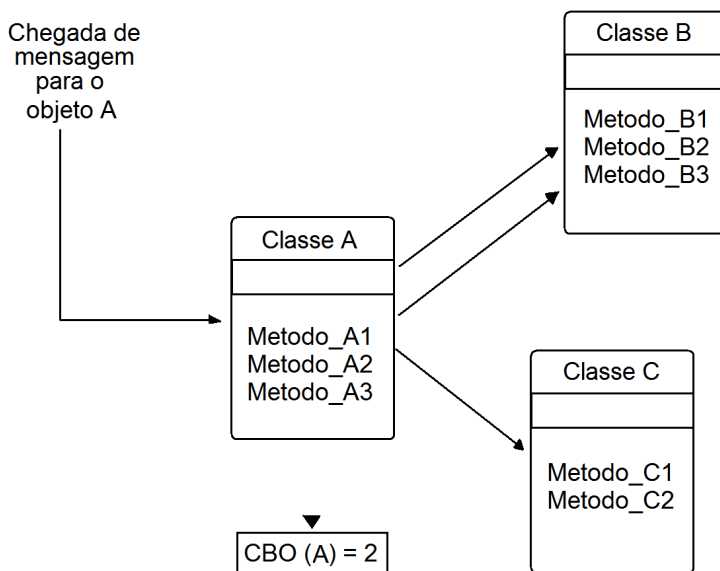 Chegada de
mensagem
para o
objeto A
Classe A
Metodo_A1
Metodo_A2
Metodo_A3
Classe B
Metodo_B1
Metodo_B2
Metodo_B3
Classe C
Metodo_C1
Metodo_C2
CBO (A) = 2